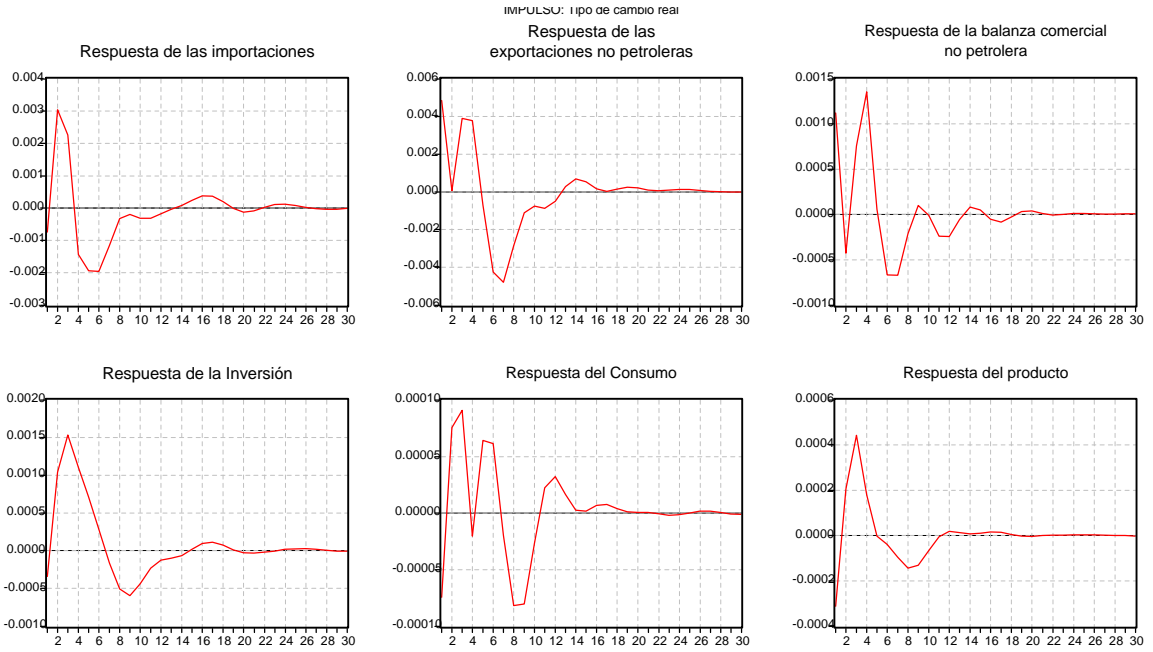 IMPULSO: Tipo de cambio real
Respuesta de las importaciones
0.004
0.003
0.002
0.001
0.000
-0.001
-0.002
-0.003
2 4 6 8 10 12 14 16 18 20 22 24 26 28 30
Respuesta de las
exportaciones no petroleras
0.006
0.004
0.002
0.000
-0.002
-0.004
-0.006
2 4 6 8 10 12 14 16 18 20 22 24 26 28 30
Respuesta de la balanza comercial
no petrolera
0.0015
0.0010
0.0005
0.0000
-0.0005
-0.0010
2 4 6 8 10 12 14 16 18 20 22 24 26 28 30
Respuesta de la Inversión
0.0020
0.0015
0.0010
0.0005
0.0000
-0.0005
-0.0010
2 4 6 8 10 12 14 16 18 20 22 24 26 28 30
Respuesta del Consumo
0.00010
0.00005
0.00000
-0.00005
-0.00010
2 4 6 8 10 12 14 16 18 20 22 24 26 28 30
Respuesta del producto
0.0006
0.0004
0.0002
0.0000
-0.0002
-0.0004
2 4 6 8 10 12 14 16 18 20 22 24 26 28 30